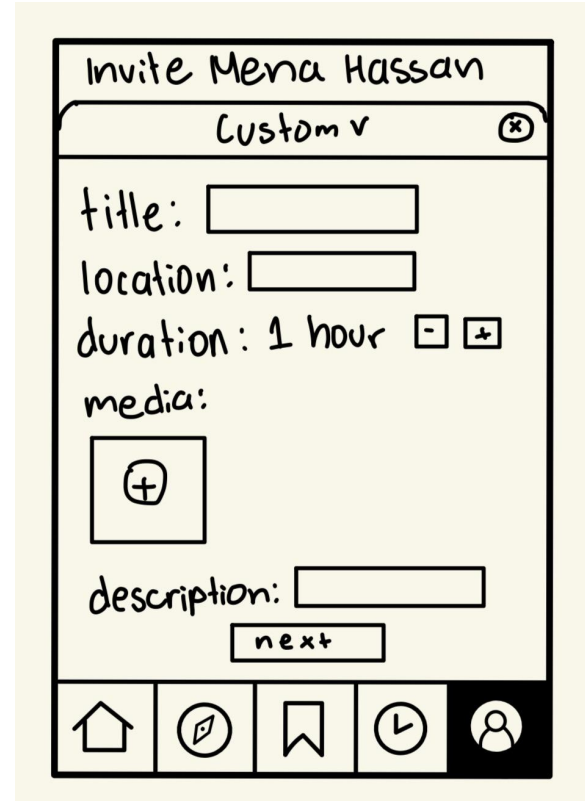 Invite Mena Hassan
Custom v
title:
location:
duration: 1 hour - +
media:
+
description:
next